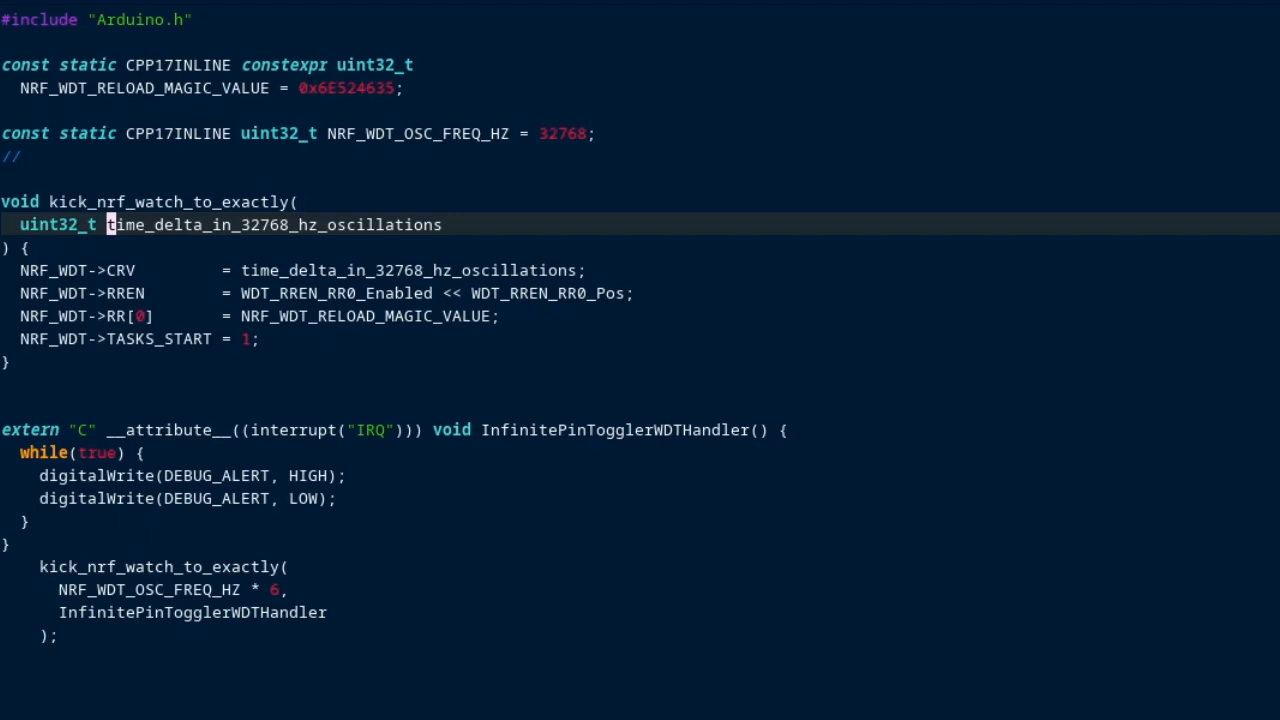 #include "Arduino.h"
const static CPP17INLINE constexpr uint32_t
NRF_WDT_RELOAD_MAGIC_VALUE = 0x6E524635;
const static CPP17INLINE uint32_t NRF_WDT_OSC_FREQ_HZ = 32768;
//
void kick_nrf_watch_to_exactly(
uint32_t time_delta_in_32768_hz_oscillations
) {
NRF_WDT->CRV         = time_delta_in_32768_hz_oscillations;
NRF_WDT->RREN        = WDT_RREN_RR0_Enabled << WDT_RREN_RR0_Pos;
NRF_WDT->RR[0]       = NRF_WDT_RELOAD_MAGIC_VALUE;
NRF_WDT->TASKS_START = 1;
}
extern "C" __attribute__((interrupt("IRQ"))) void InfinitePinTogglerWDTHandler() {
while(true) {
digitalWrite(DEBUG_ALERT, HIGH);
digitalWrite(DEBUG_ALERT, LOW);
}
}
kick_nrf_watch_to_exactly(
NRF_WDT_OSC_FREQ_HZ * 6,
InfinitePinTogglerWDTHandler
);